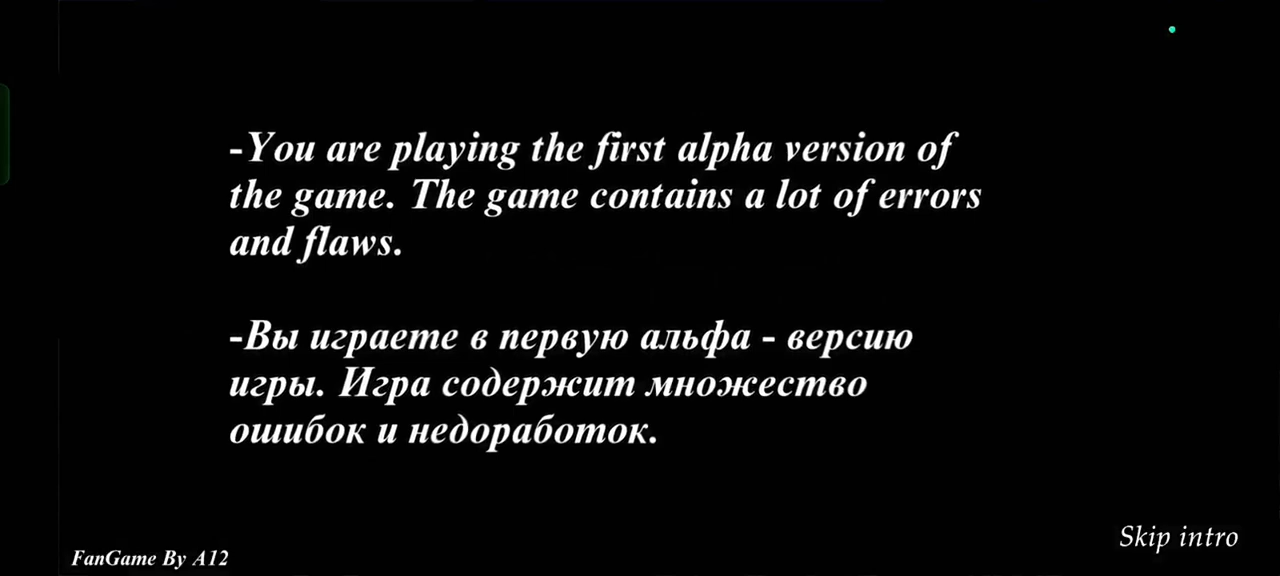 -You are playing the first alpha version of
the game. The game contains a lot of errors
and flaws.
-Вы играете в первую альфа - версию
игры. Игра содержит множество
ошибок и недоработок.
Skip intro
FanGame By A12